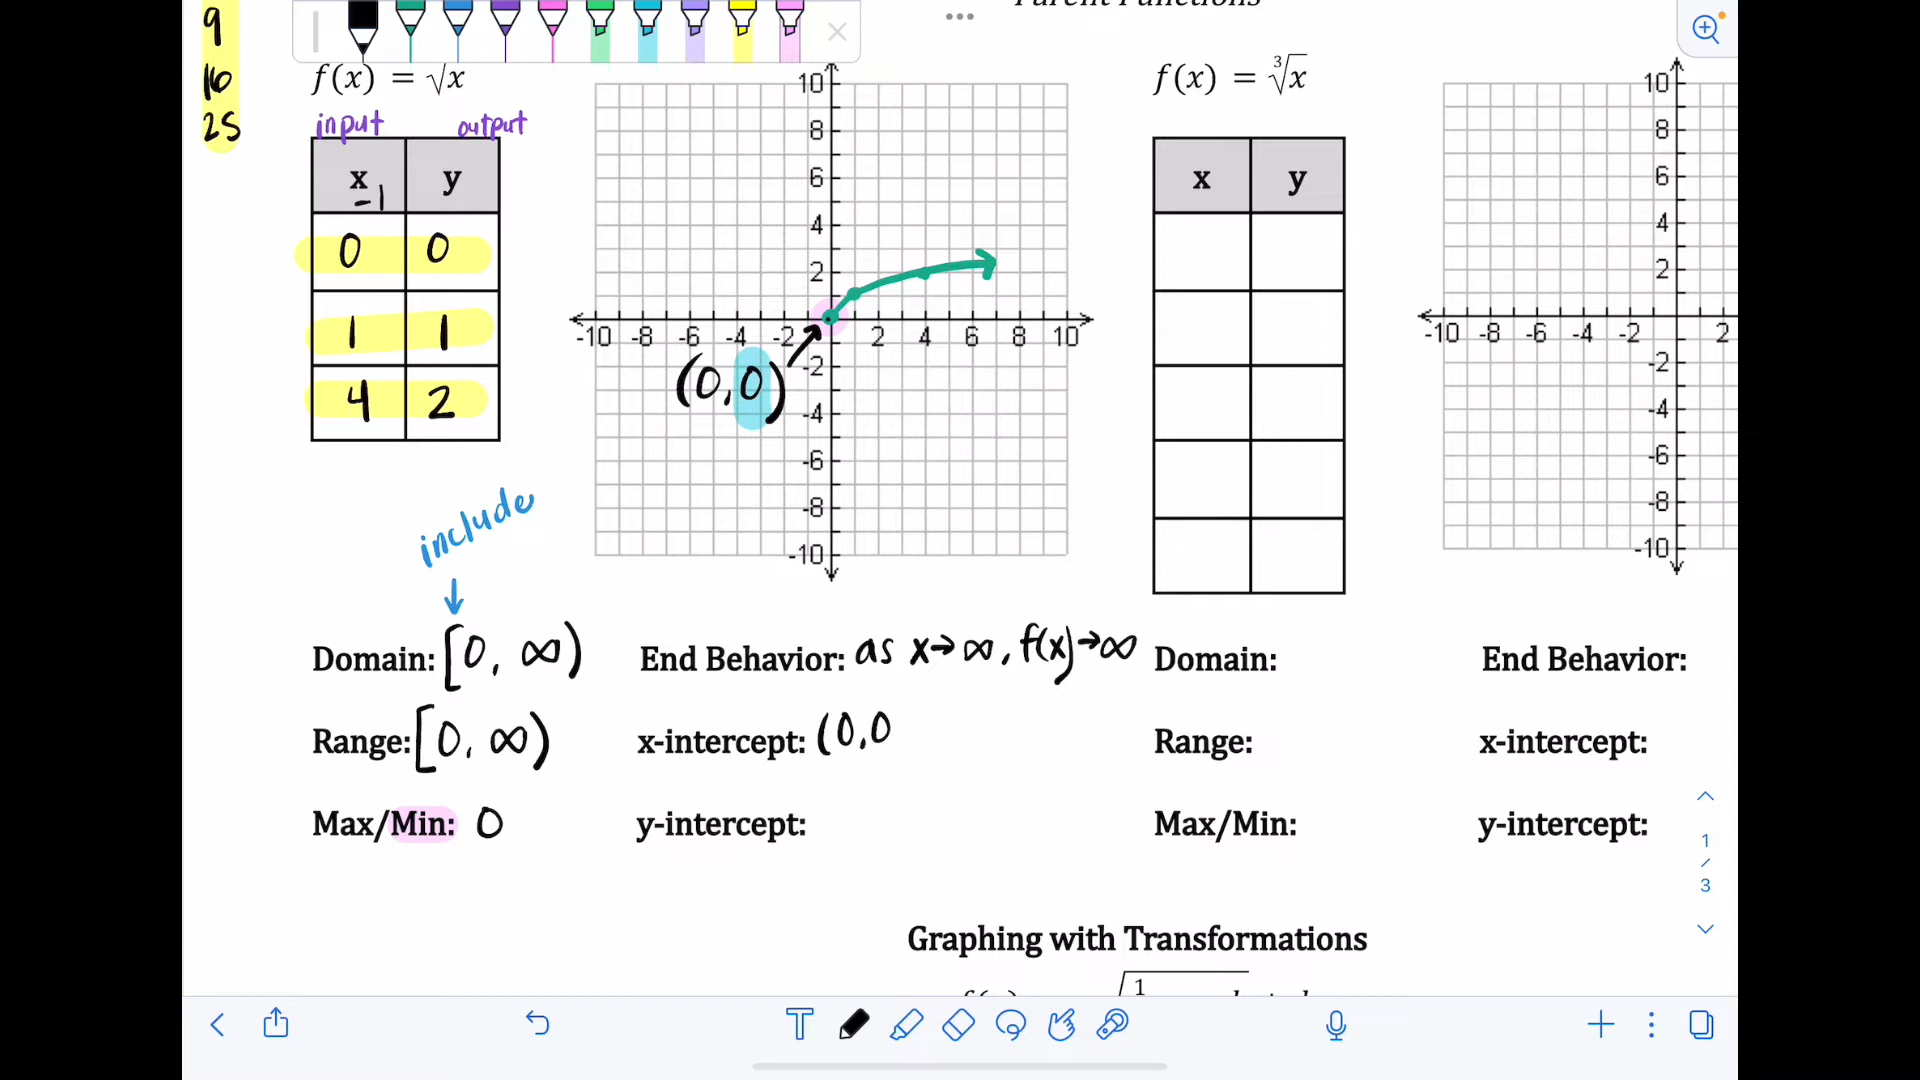 Parent Functions
9
16
25
f(x) = √x
input output
x y
-1
0 0
1 1
4 2
10
8
6
4
2
-10 -8 -6 -4 -2 2 4 6 8 10
-2
-4
-6
-8
-10
(0,0)
f(x) = ∛x
x y
10
8
6
4
2
-10 -8 -6 -4 -2 2
-2
-4
-6
-8
-10
include
Domain: [0, ∞)
End Behavior: as x→∞, f(x)→∞
Range: [0, ∞)
x-intercept: (0,0
Max/Min: 0
y-intercept:
Domain:
End Behavior:
Range:
x-intercept:
Max/Min:
y-intercept:
1
/
3
Graphing with Transformations